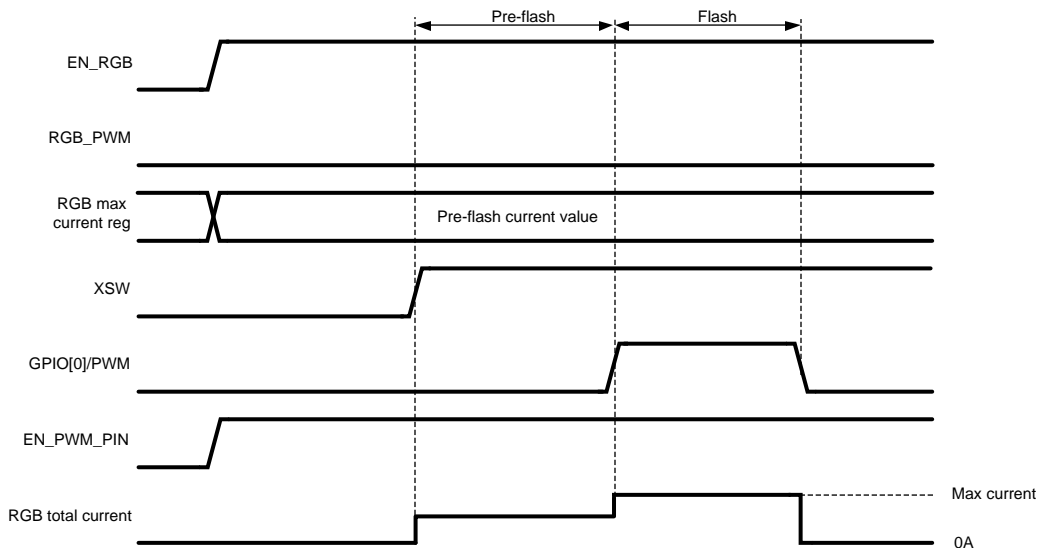 Pre-flash
Flash
EN_RGB
RGB_PWM
RGB max
current reg
Pre-flash current value
XSW
GPIO[0]/PWM
EN_PWM_PIN
Max current
RGB total current
0A